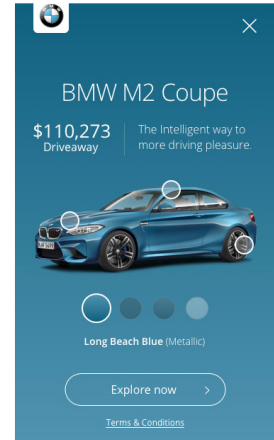 BMW M2 Coupe
$110,273
Driveaway
The Intelligent way to
more driving pleasure.
Long Beach Blue (Metallic)
Explore now
Terms & Conditions